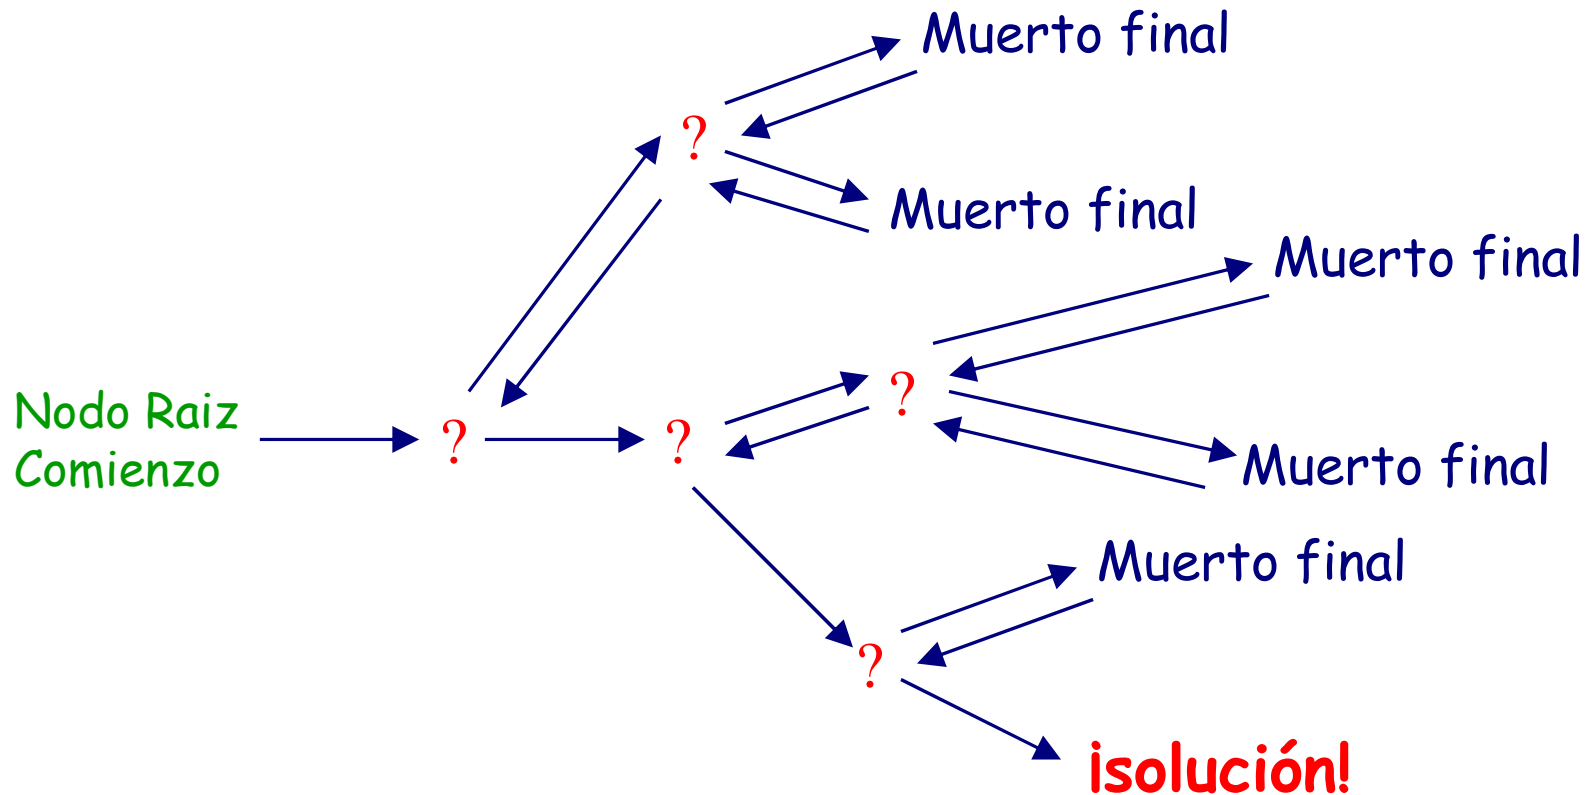 Muerto final
?
Muerto final
Muerto final
?
Nodo Raiz
Comienzo
?
?
Muerto final
Muerto final
?
¡solución!